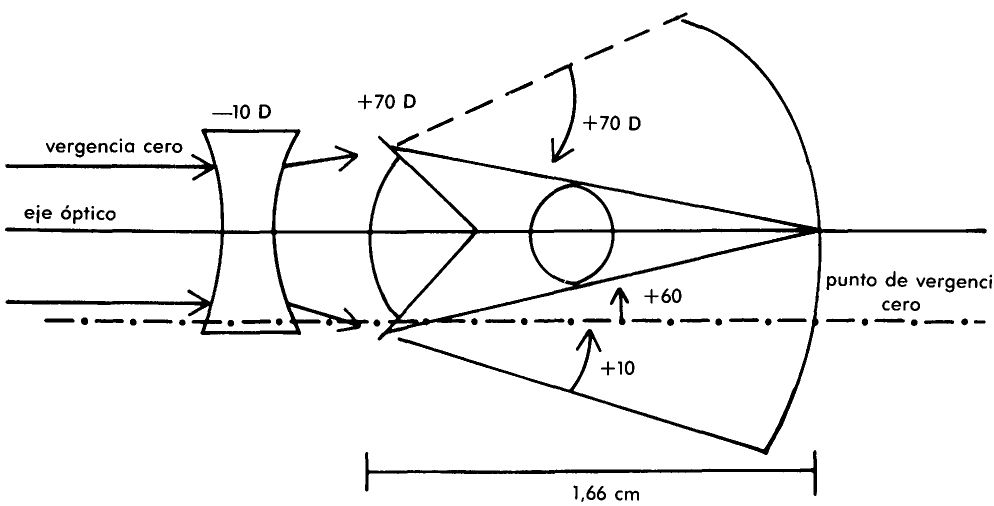 —10 D
+70 D
+70 D
vergencia cero
eje óptico
punto de vergenci
cero
+60
+10
1,66 cm